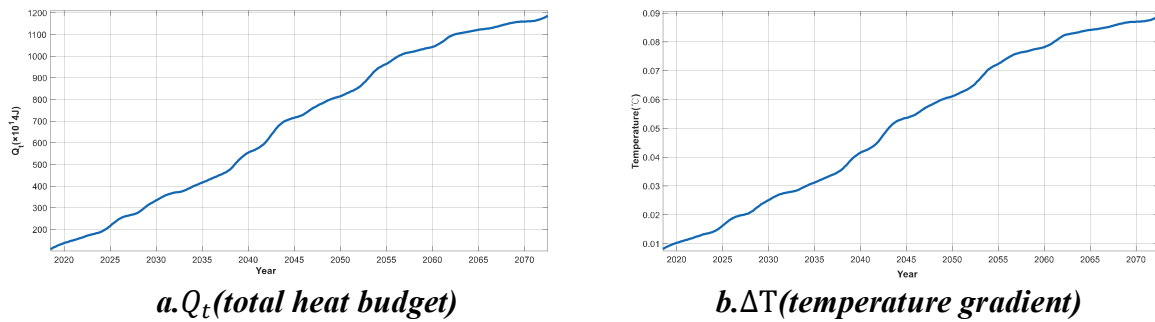 1200
1100
1000
900
800
700
600
500
400
300
200
Q_t(×10^14J)
2020 2025 2030 2035 2040 2045 2050 2055 2060 2065 2070
Year
a.Q_t(total heat budget)
0.09
0.08
0.07
0.06
0.05
0.04
0.03
0.02
0.01
Temperature(℃)
2020 2025 2030 2035 2040 2045 2050 2055 2060 2065 2070
Year
b.ΔT(temperature gradient)